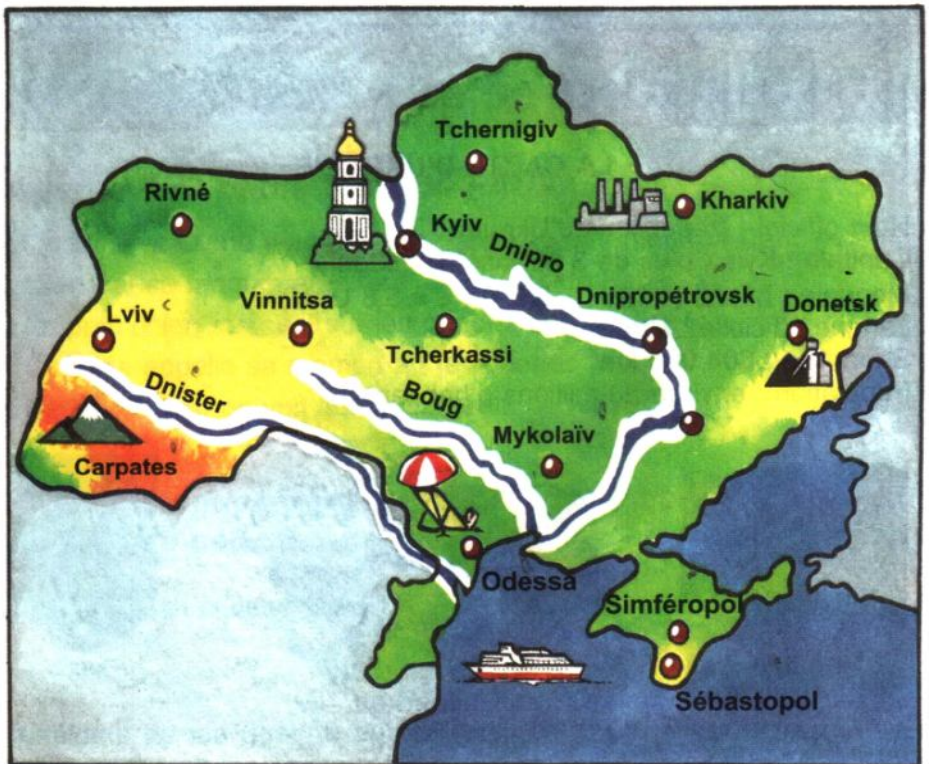 Tchernigiv
Rivné
Kharkiv
Kyiv
Dnipro
Dnipropétrovsk
Donetsk
Lviv
Vinnitsa
Tcherkassi
Dnister
Boug
Mykolaïv
Carpates
Odessa
Simféropol
Sébastopol